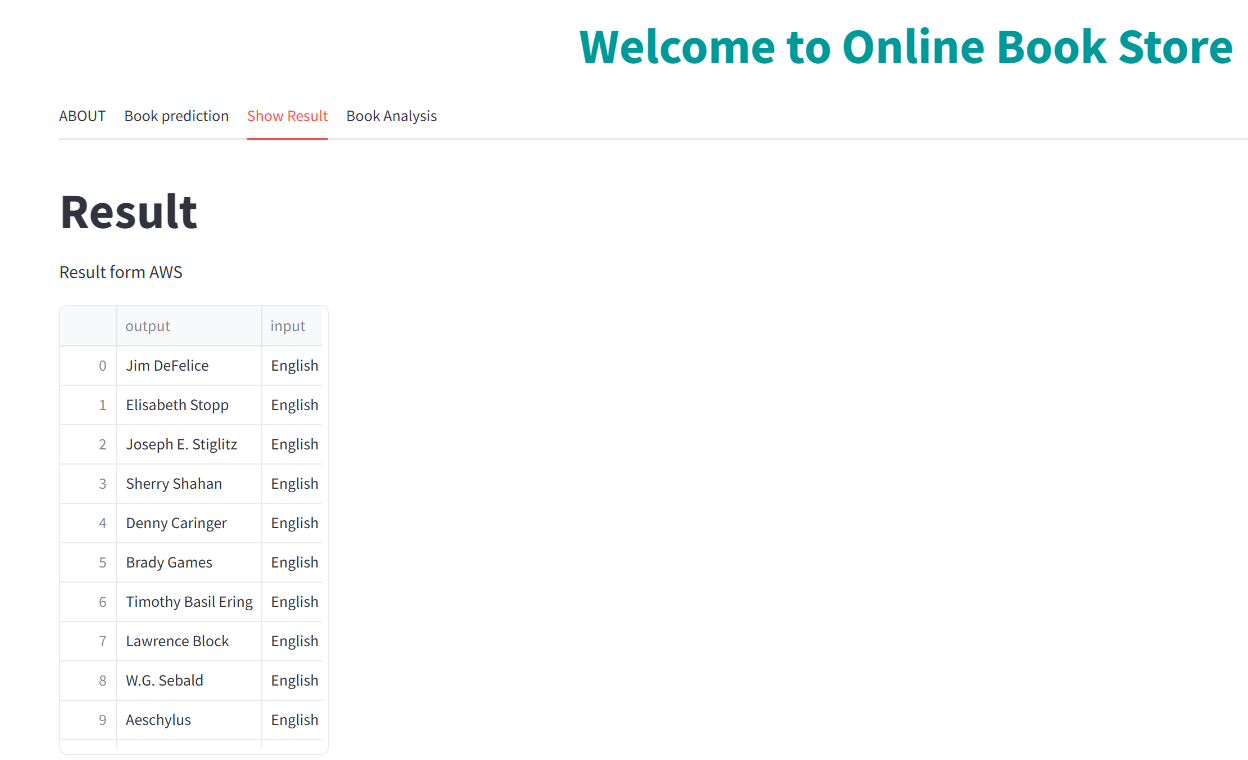 Welcome to Online Book Store
ABOUT Book prediction Show Result Book Analysis
Result
Result form AWS
output input
0 Jim DeFelice English
1 Elisabeth Stopp English
2 Joseph E. Stiglitz English
3 Sherry Shahan English
4 Denny Caringer English
5 Brady Games English
6 Timothy Basil Ering English
7 Lawrence Block English
8 W.G. Sebald English
9 Aeschylus English